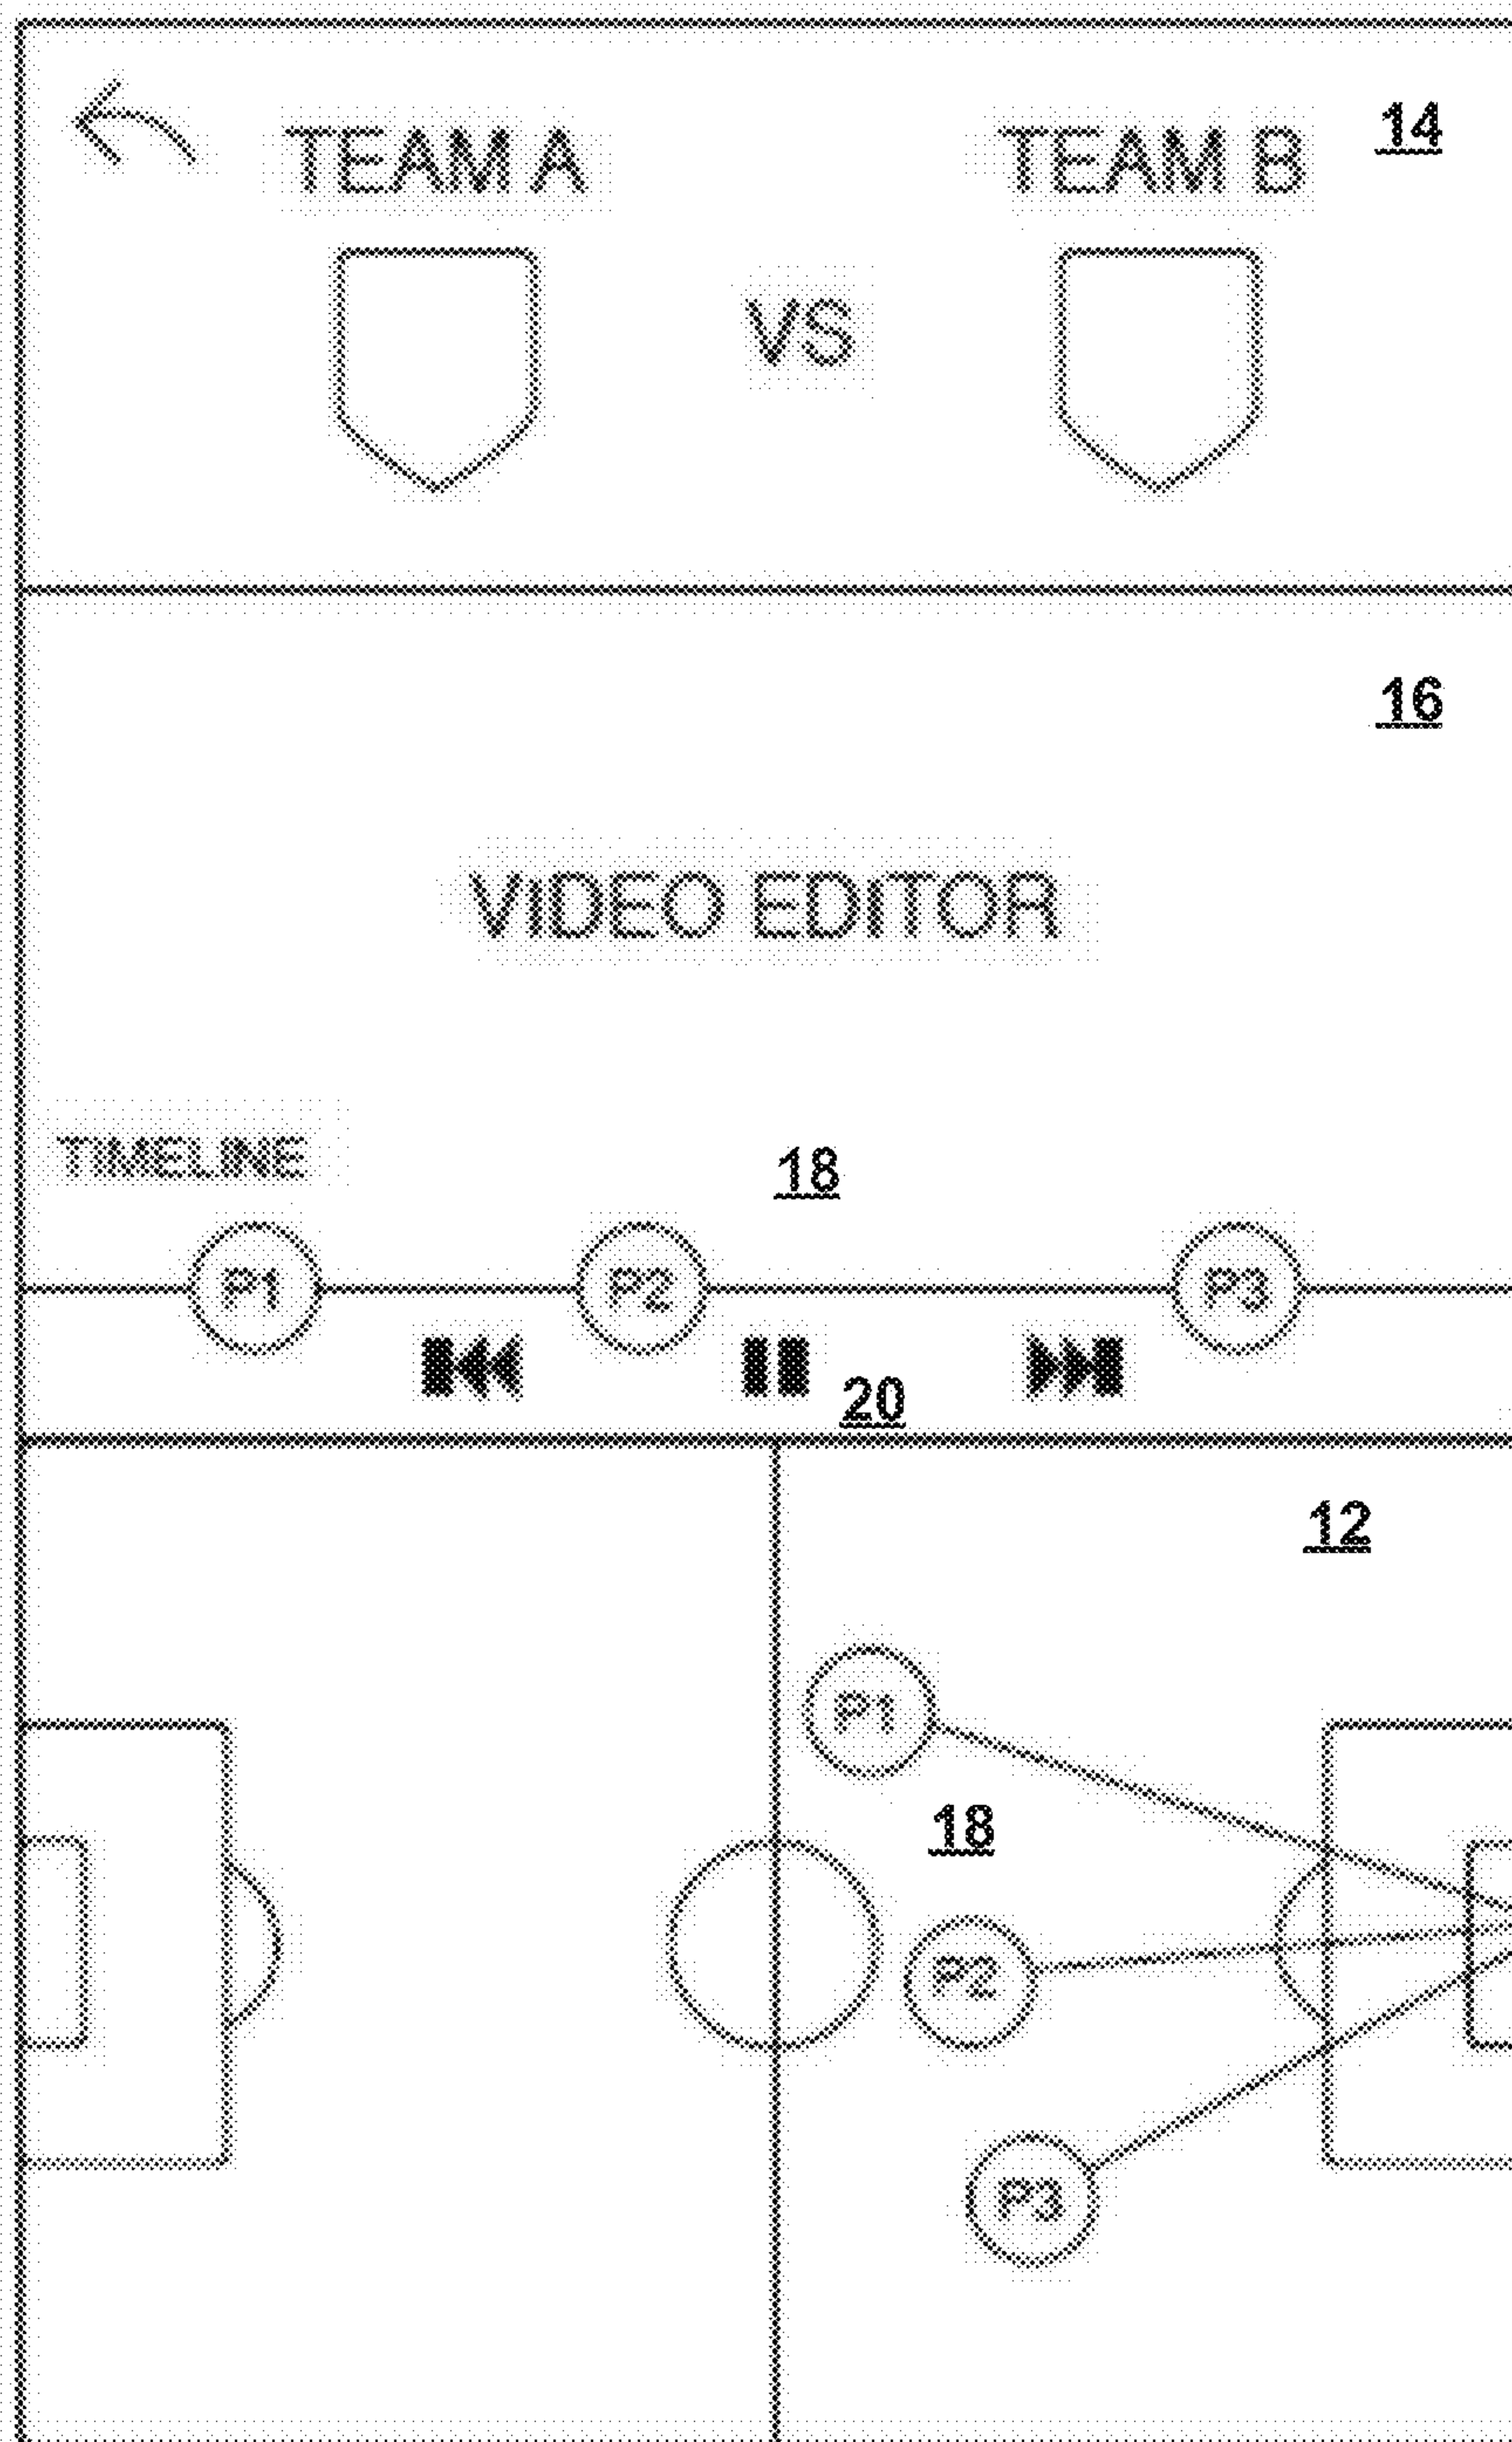 TEAM A TEAM B 14
VS
16
VIDEO EDITOR
TIMELINE
18
P1 P2 P3
20
12
P1
18
P2
P3